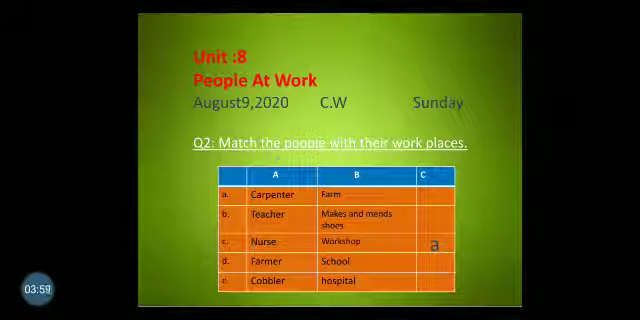 Unit :8
People At Work
August9,2020 C.W Sunday
Q2: Match the people with their work places.
A B C
a. Carpenter Farm
b. Teacher Makes and mends
shoes
c. Nurse Workshop a
d. Farmer School
e. Cobbler hospital
03:59